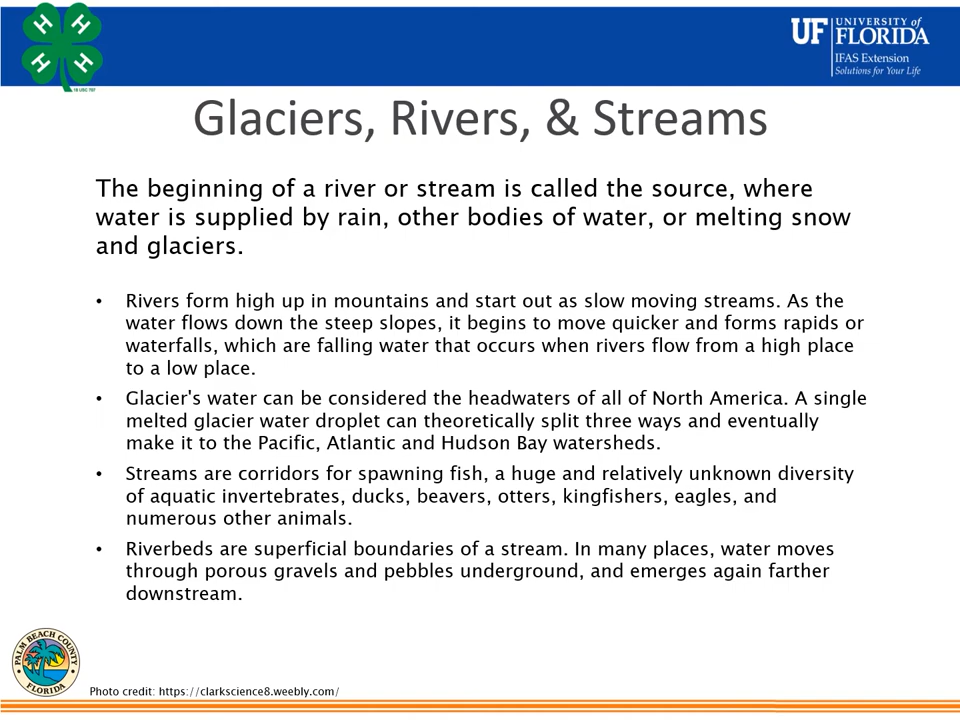 H H
H H
18 USC 707
UF UNIVERSITY of
FLORIDA
IFAS Extension
Solutions for Your Life
Glaciers, Rivers, & Streams
The beginning of a river or stream is called the source, where
water is supplied by rain, other bodies of water, or melting snow
and glaciers.
• Rivers form high up in mountains and start out as slow moving streams. As the
water flows down the steep slopes, it begins to move quicker and forms rapids or
waterfalls, which are falling water that occurs when rivers flow from a high place
to a low place.
• Glacier's water can be considered the headwaters of all of North America. A single
melted glacier water droplet can theoretically split three ways and eventually
make it to the Pacific, Atlantic and Hudson Bay watersheds.
• Streams are corridors for spawning fish, a huge and relatively unknown diversity
of aquatic invertebrates, ducks, beavers, otters, kingfishers, eagles, and
numerous other animals.
• Riverbeds are superficial boundaries of a stream. In many places, water moves
through porous gravels and pebbles underground, and emerges again farther
downstream.
PALM BEACH COUNTY
FLORIDA
Photo credit: https://clarkscience8.weebly.com/